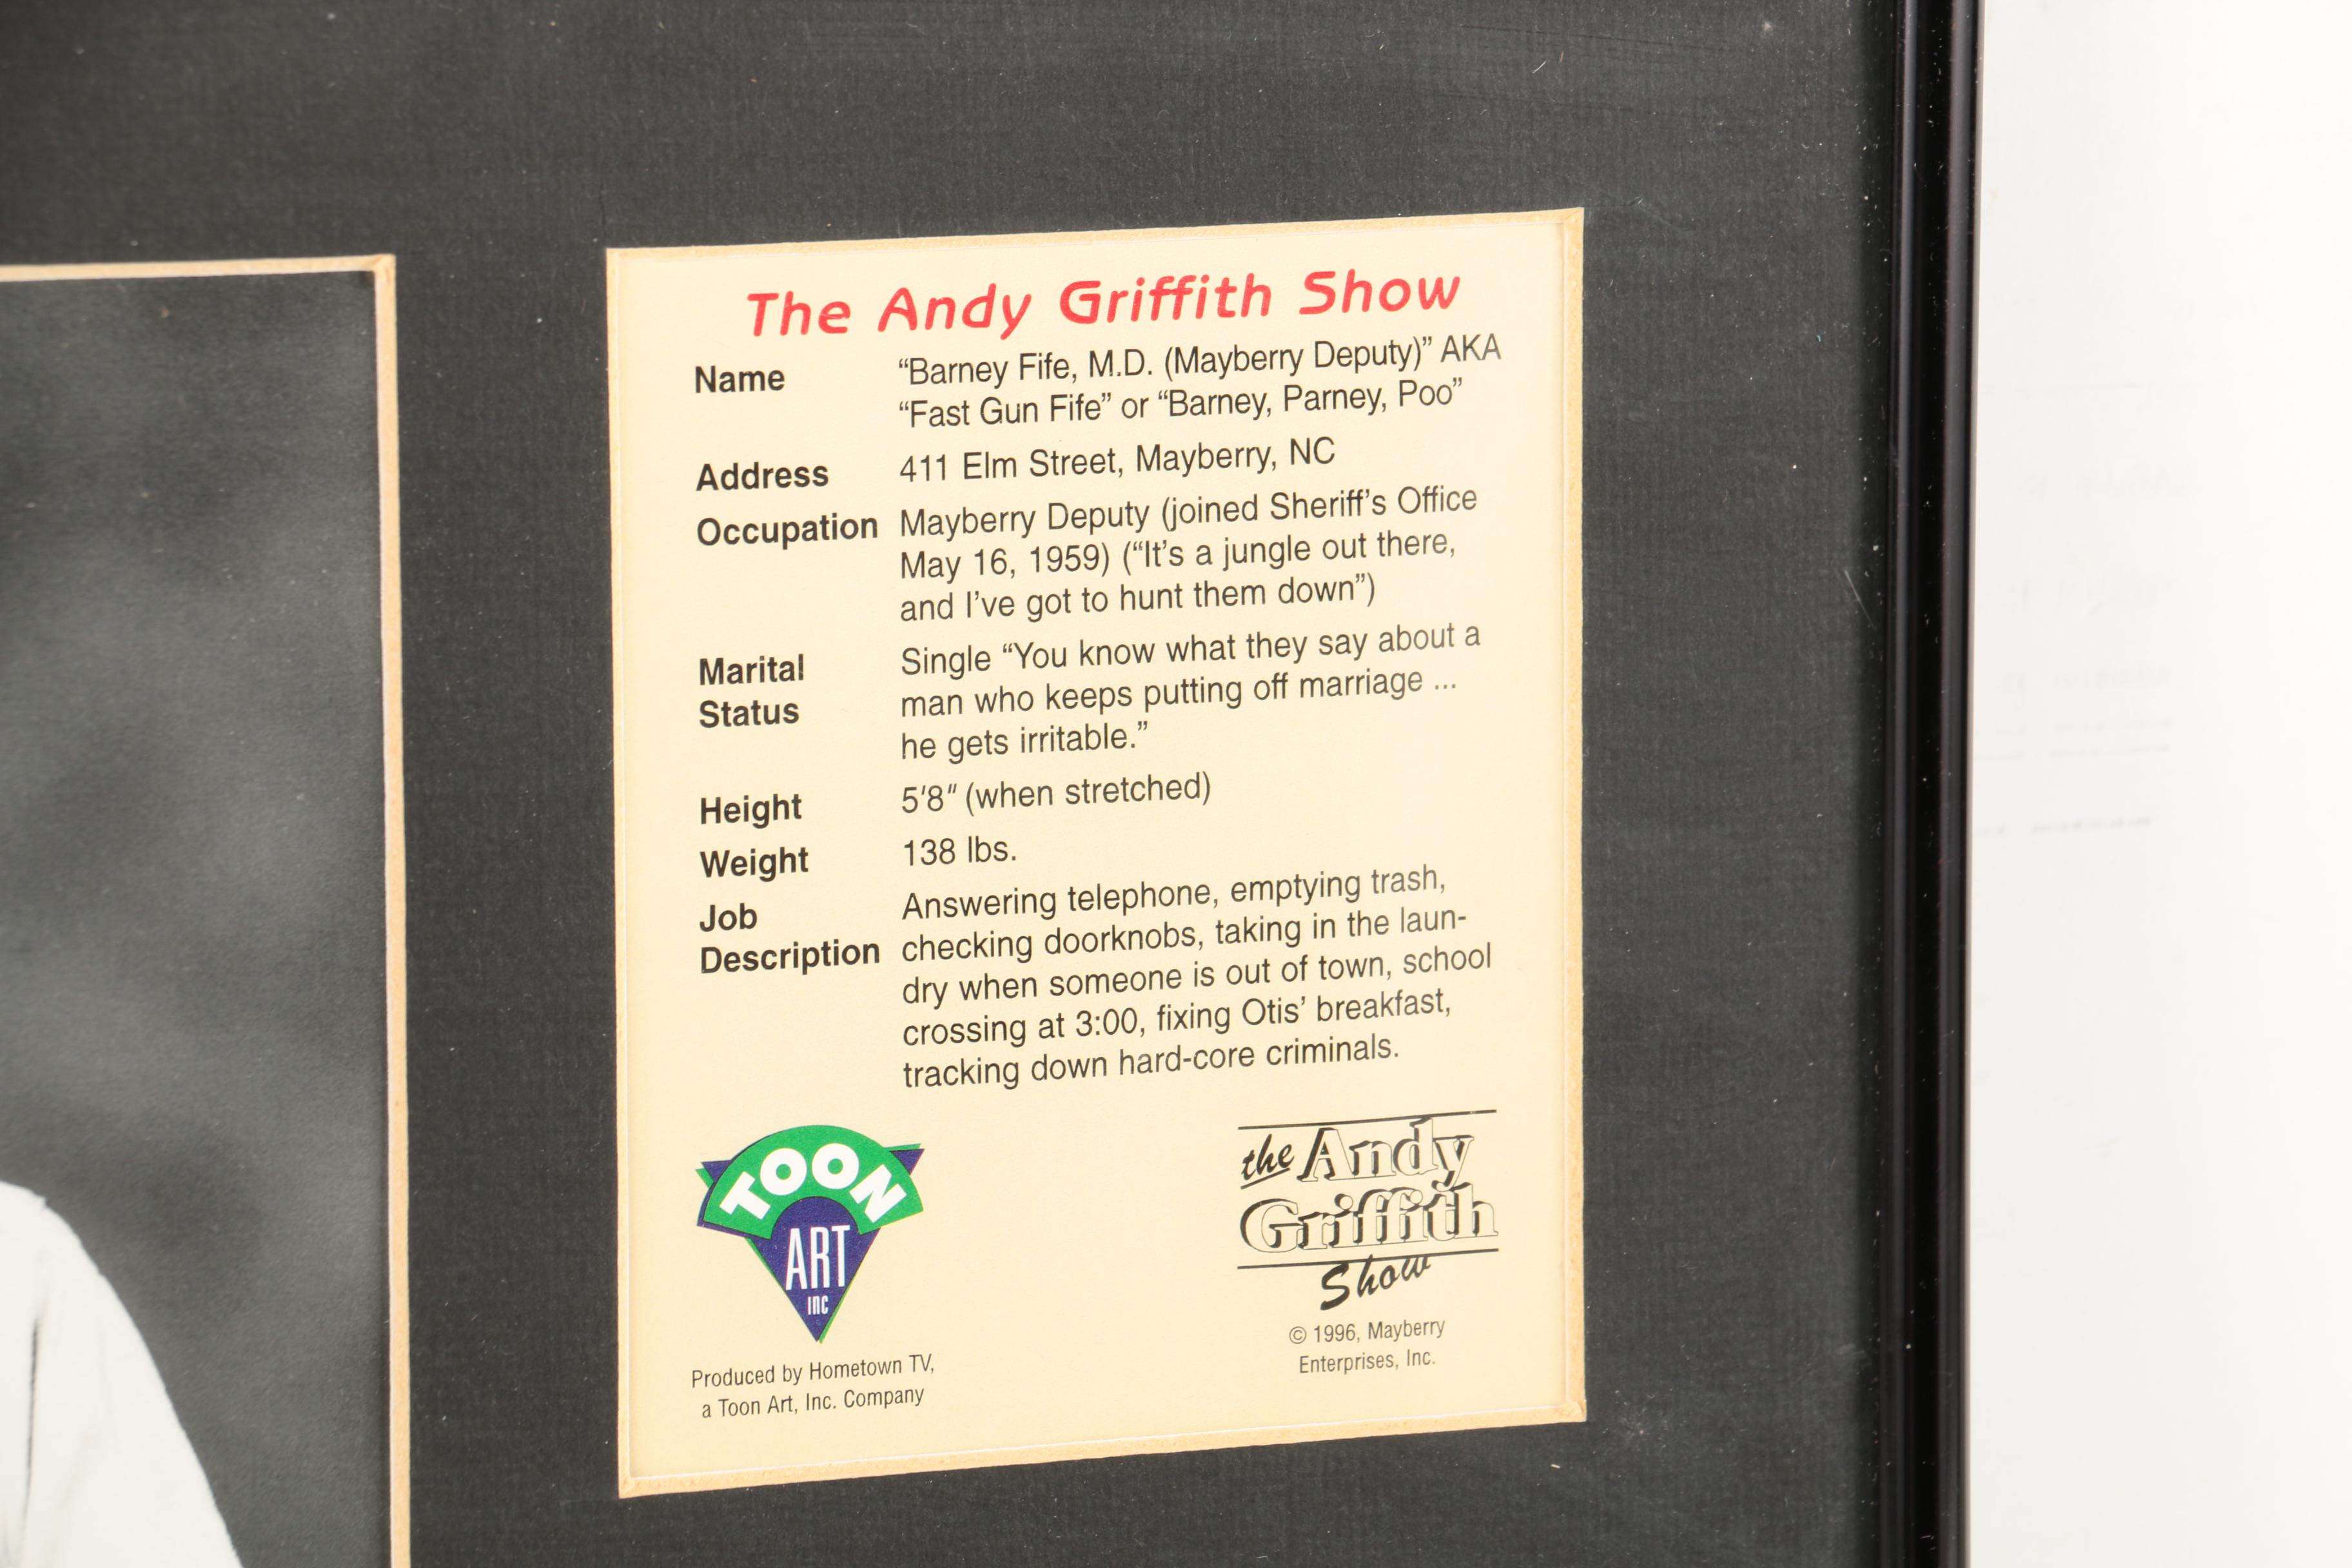 The Andy Griffith Show
Name “Barney Fife, M.D. (Mayberry Deputy)” AKA
“Fast Gun Fife” or “Barney, Parney, Poo”
Address 411 Elm Street, Mayberry, NC
Occupation Mayberry Deputy (joined Sheriff’s Office
May 16, 1959) (“It’s a jungle out there,
and I’ve got to hunt them down”)
Marital Single “You know what they say about a
Status man who keeps putting off marriage ...
he gets irritable.”
Height 5′8″ (when stretched)
Weight 138 lbs.
Job Answering telephone, emptying trash,
Description checking doorknobs, taking in the laun-
dry when someone is out of town, school
crossing at 3:00, fixing Otis’ breakfast,
tracking down hard-core criminals.
TOON
ART
INC
Produced by Hometown TV,
a Toon Art, Inc. Company
the Andy
Griffith
Show
© 1996, Mayberry
Enterprises, Inc.